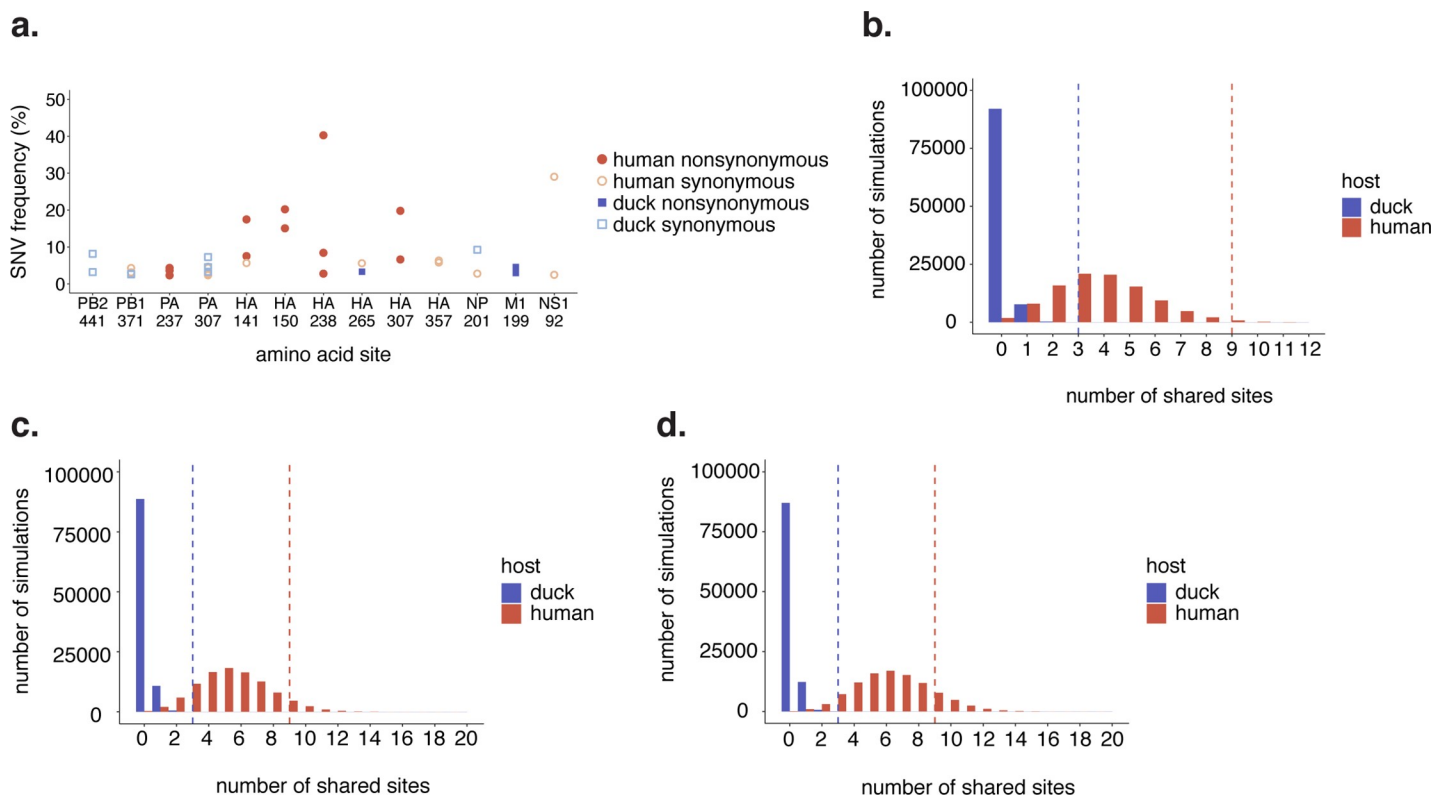 a.
SNV frequency (%)
50
40
30
20
10
0
PB2 PB1 PA PA HA HA HA HA HA HA NP M1 NS1
441 371 237 307 141 150 238 265 307 357 201 199 92
amino acid site
human nonsynonymous
human synonymous
duck nonsynonymous
duck synonymous
b.
number of simulations
100000
75000
50000
25000
0
0 1 2 3 4 5 6 7 8 9 10 11 12
number of shared sites
host
duck
human
c.
number of simulations
100000
75000
50000
25000
0
0 2 4 6 8 10 12 14 16 18 20
number of shared sites
host
duck
human
d.
number of simulations
100000
75000
50000
25000
0
0 2 4 6 8 10 12 14 16 18 20
number of shared sites
host
duck
human